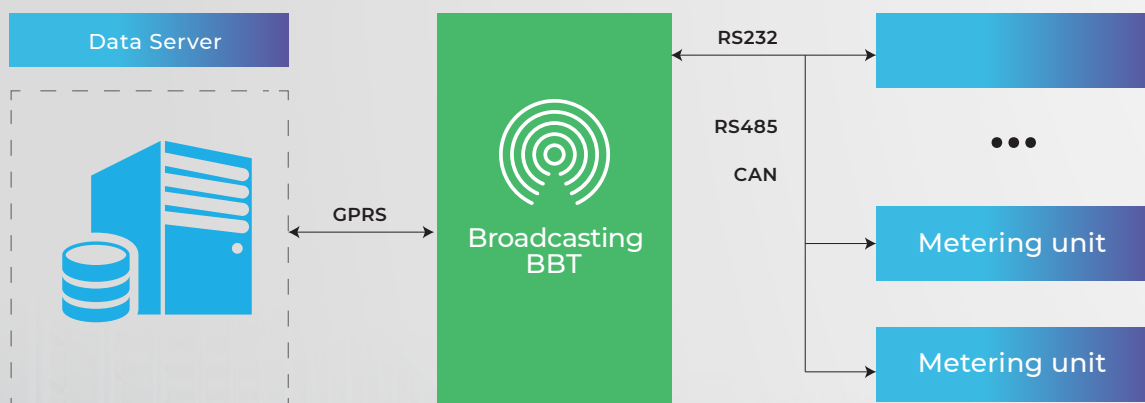 Data Server
GPRS
Broadcasting
BBT
RS232
RS485
CAN
•••
Metering unit
Metering unit